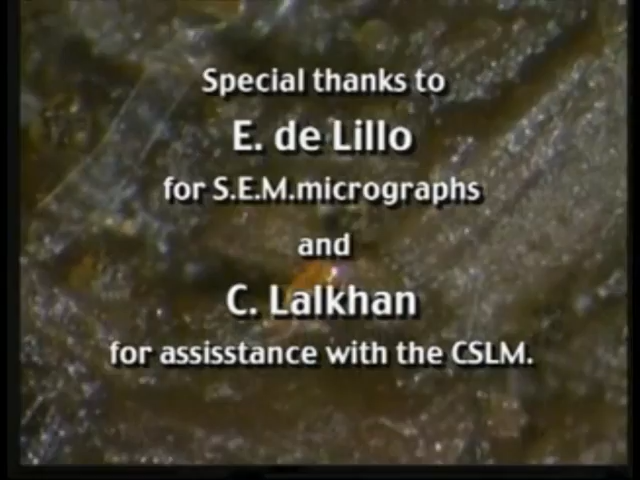 Special thanks to
E. de Lillo
for S.E.M.micrographs
and
C. Lalkhan
for assisstance with the CSLM.